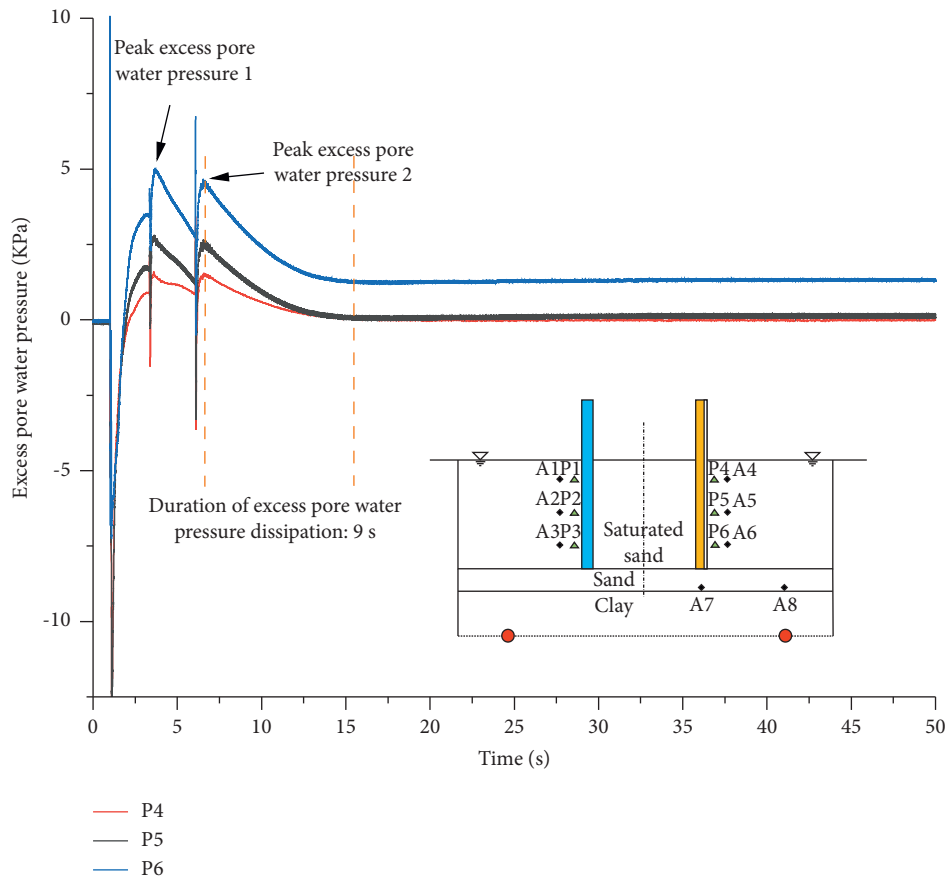 10
5
0
-5
-10
Excess pore water pressure (KPa)
Peak excess pore
water pressure 1
Peak excess pore
water pressure 2
Duration of excess pore water
pressure dissipation: 9 s
A1P1
A2P2
A3P3
P4 A4
P5 A5
P6 A6
Saturated
sand
Sand
Clay
A7
A8
0
5
10
15
20
25
30
35
40
45
50
Time (s)
P4
P5
P6